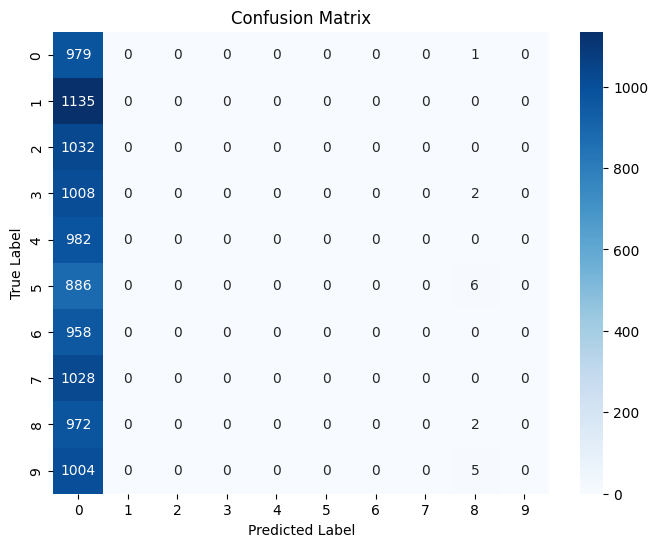 Confusion Matrix
0 979 0 0 0 0 0 0 0 1 0
1 1135 0 0 0 0 0 0 0 0 0
2 1032 0 0 0 0 0 0 0 0 0
3 1008 0 0 0 0 0 0 0 2 0
4 982 0 0 0 0 0 0 0 0 0
5 886 0 0 0 0 0 0 0 6 0
6 958 0 0 0 0 0 0 0 0 0
7 1028 0 0 0 0 0 0 0 0 0
8 972 0 0 0 0 0 0 0 2 0
9 1004 0 0 0 0 0 0 0 5 0
0 1 2 3 4 5 6 7 8 9
True Label
Predicted Label
1000
800
600
400
200
0